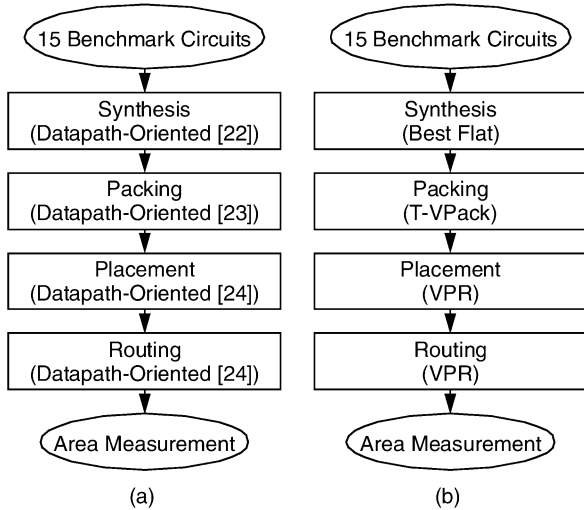 15 Benchmark Circuits
Synthesis
(Datapath-Oriented [22])
Packing
(Datapath-Oriented [23])
Placement
(Datapath-Oriented [24])
Routing
(Datapath-Oriented [24])
Area Measurement
(a)
15 Benchmark Circuits
Synthesis
(Best Flat)
Packing
(T-VPack)
Placement
(VPR)
Routing
(VPR)
Area Measurement
(b)